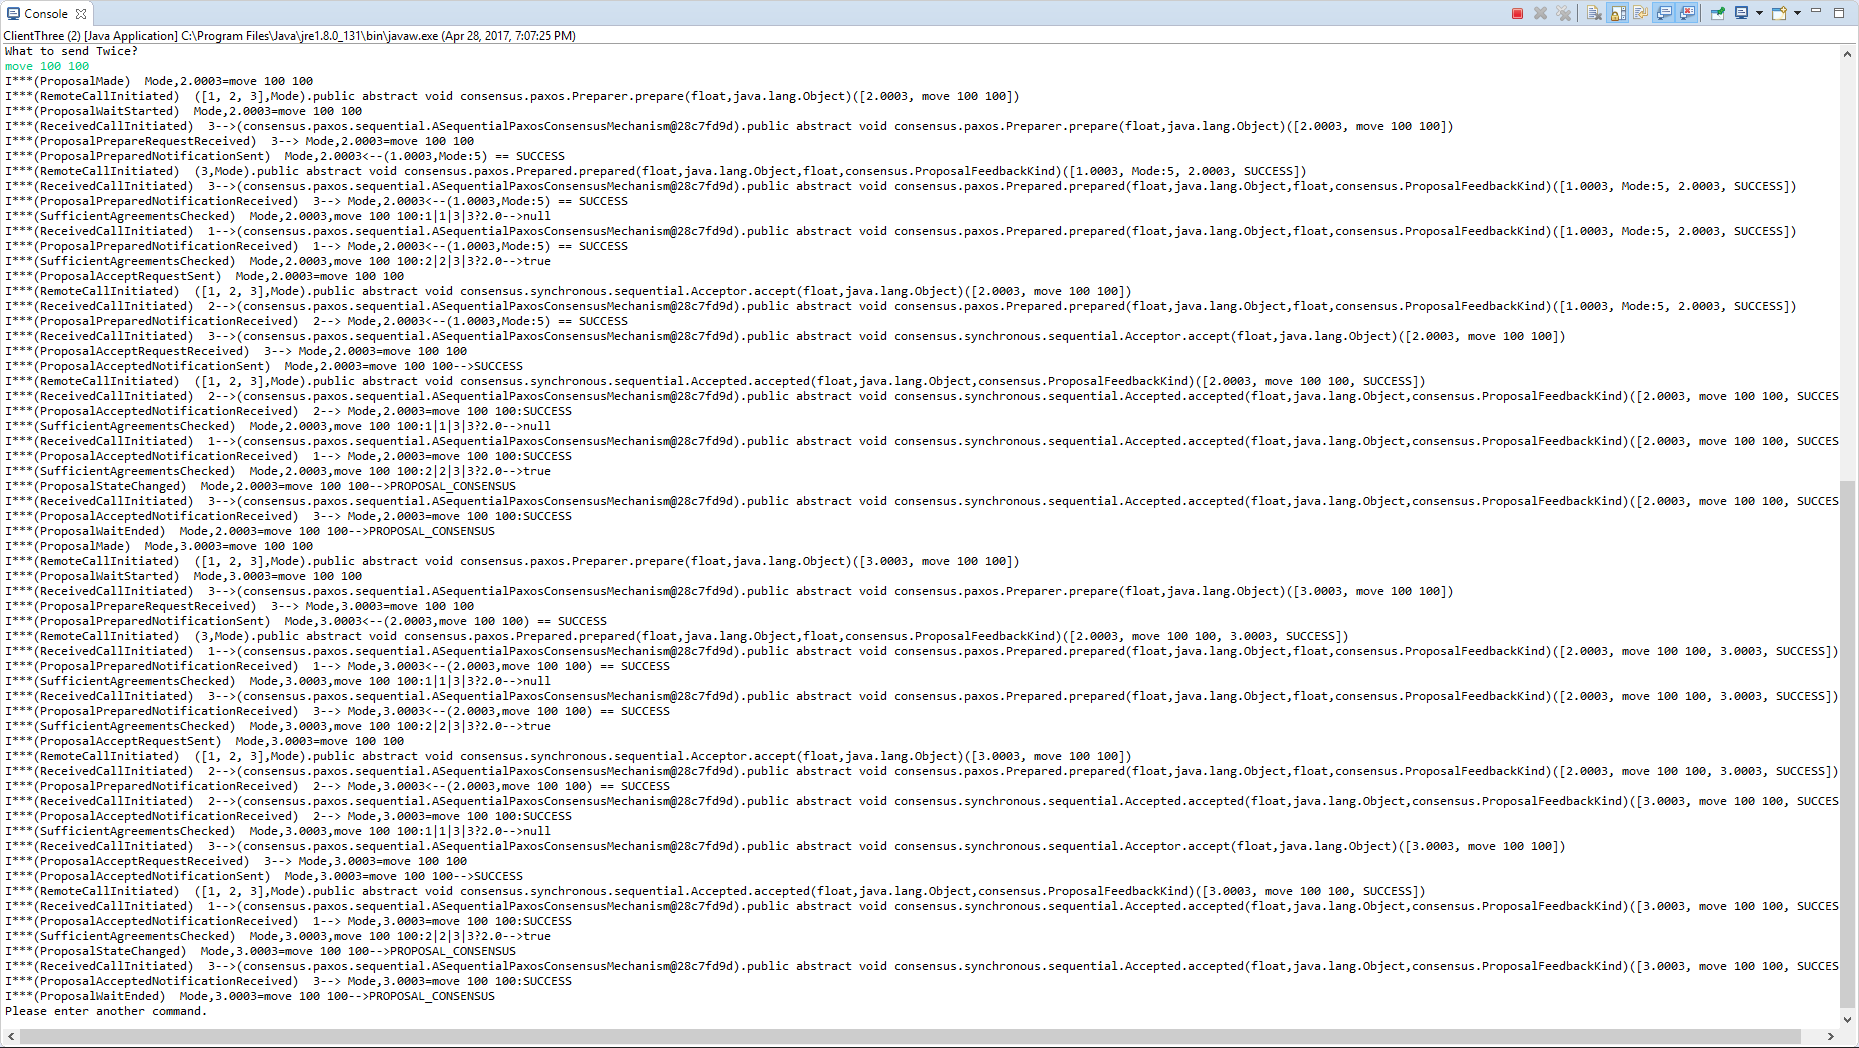 Console
ClientThree (2) [Java Application] C:\Program Files\Java\jre1.8.0_131\bin\javaw.exe (Apr 28, 2017, 7:07:25 PM)
What to send Twice?
move 100 100
I***(ProposalMade)  Mode,2.0003=move 100 100
I***(RemoteCallInitiated)  ([1, 2, 3],Mode).public abstract void consensus.paxos.Preparer.prepare(float,java.lang.Object)([2.0003, move 100 100])
I***(ProposalWaitStarted)  Mode,2.0003=move 100 100
I***(ReceivedCallInitiated)  3-->(consensus.paxos.sequential.ASequentialPaxosConsensusMechanism@28c7fd9d).public abstract void consensus.paxos.Preparer.prepare(float,java.lang.Object)([2.0003, move 100 100])
I***(ProposalPrepareRequestReceived)  3--> Mode,2.0003=move 100 100
I***(ProposalPreparedNotificationSent)  Mode,2.0003<--(1.0003,Mode:5) == SUCCESS
I***(RemoteCallInitiated)  (3,Mode).public abstract void consensus.paxos.Prepared.prepared(float,java.lang.Object,float,consensus.ProposalFeedbackKind)([1.0003, Mode:5, 2.0003, SUCCESS])
I***(ReceivedCallInitiated)  3-->(consensus.paxos.sequential.ASequentialPaxosConsensusMechanism@28c7fd9d).public abstract void consensus.paxos.Prepared.prepared(float,java.lang.Object,float,consensus.ProposalFeedbackKind)([1.0003, Mode:5, 2.0003, SUCCESS])
I***(ProposalPreparedNotificationReceived)  3--> Mode,2.0003<--(1.0003,Mode:5) == SUCCESS
I***(SufficientAgreementsChecked)  Mode,2.0003,move 100 100:1|1|3|3?2.0-->null
I***(ReceivedCallInitiated)  1-->(consensus.paxos.sequential.ASequentialPaxosConsensusMechanism@28c7fd9d).public abstract void consensus.paxos.Prepared.prepared(float,java.lang.Object,float,consensus.ProposalFeedbackKind)([1.0003, Mode:5, 2.0003, SUCCESS])
I***(ProposalPreparedNotificationReceived)  1--> Mode,2.0003<--(1.0003,Mode:5) == SUCCESS
I***(SufficientAgreementsChecked)  Mode,2.0003,move 100 100:2|2|3|3?2.0-->true
I***(ProposalAcceptRequestSent)  Mode,2.0003=move 100 100
I***(RemoteCallInitiated)  ([1, 2, 3],Mode).public abstract void consensus.synchronous.sequential.Acceptor.accept(float,java.lang.Object)([2.0003, move 100 100])
I***(ReceivedCallInitiated)  2-->(consensus.paxos.sequential.ASequentialPaxosConsensusMechanism@28c7fd9d).public abstract void consensus.paxos.Prepared.prepared(float,java.lang.Object,float,consensus.ProposalFeedbackKind)([1.0003, Mode:5, 2.0003, SUCCESS])
I***(ProposalPreparedNotificationReceived)  2--> Mode,2.0003<--(1.0003,Mode:5) == SUCCESS
I***(ReceivedCallInitiated)  3-->(consensus.paxos.sequential.ASequentialPaxosConsensusMechanism@28c7fd9d).public abstract void consensus.synchronous.sequential.Acceptor.accept(float,java.lang.Object)([2.0003, move 100 100])
I***(ProposalAcceptRequestReceived)  3--> Mode,2.0003=move 100 100
I***(ProposalAcceptedNotificationSent)  Mode,2.0003=move 100 100-->SUCCESS
I***(RemoteCallInitiated)  ([1, 2, 3],Mode).public abstract void consensus.synchronous.sequential.Accepted.accepted(float,java.lang.Object,consensus.ProposalFeedbackKind)([2.0003, move 100 100, SUCCESS])
I***(ReceivedCallInitiated)  2-->(consensus.paxos.sequential.ASequentialPaxosConsensusMechanism@28c7fd9d).public abstract void consensus.synchronous.sequential.Accepted.accepted(float,java.lang.Object,consensus.ProposalFeedbackKind)([2.0003, move 100 100, SUCCES
I***(ProposalAcceptedNotificationReceived)  2--> Mode,2.0003=move 100 100:SUCCESS
I***(SufficientAgreementsChecked)  Mode,2.0003,move 100 100:1|1|3|3?2.0-->null
I***(ReceivedCallInitiated)  1-->(consensus.paxos.sequential.ASequentialPaxosConsensusMechanism@28c7fd9d).public abstract void consensus.synchronous.sequential.Accepted.accepted(float,java.lang.Object,consensus.ProposalFeedbackKind)([2.0003, move 100 100, SUCCES
I***(ProposalAcceptedNotificationReceived)  1--> Mode,2.0003=move 100 100:SUCCESS
I***(SufficientAgreementsChecked)  Mode,2.0003,move 100 100:2|2|3|3?2.0-->true
I***(ProposalStateChanged)  Mode,2.0003=move 100 100-->PROPOSAL_CONSENSUS
I***(ReceivedCallInitiated)  3-->(consensus.paxos.sequential.ASequentialPaxosConsensusMechanism@28c7fd9d).public abstract void consensus.synchronous.sequential.Accepted.accepted(float,java.lang.Object,consensus.ProposalFeedbackKind)([2.0003, move 100 100, SUCCES
I***(ProposalAcceptedNotificationReceived)  3--> Mode,2.0003=move 100 100:SUCCESS
I***(ProposalWaitEnded)  Mode,2.0003=move 100 100-->PROPOSAL_CONSENSUS
I***(ProposalMade)  Mode,3.0003=move 100 100
I***(RemoteCallInitiated)  ([1, 2, 3],Mode).public abstract void consensus.paxos.Preparer.prepare(float,java.lang.Object)([3.0003, move 100 100])
I***(ProposalWaitStarted)  Mode,3.0003=move 100 100
I***(ReceivedCallInitiated)  3-->(consensus.paxos.sequential.ASequentialPaxosConsensusMechanism@28c7fd9d).public abstract void consensus.paxos.Preparer.prepare(float,java.lang.Object)([3.0003, move 100 100])
I***(ProposalPrepareRequestReceived)  3--> Mode,3.0003=move 100 100
I***(ProposalPreparedNotificationSent)  Mode,3.0003<--(2.0003,move 100 100) == SUCCESS
I***(RemoteCallInitiated)  (3,Mode).public abstract void consensus.paxos.Prepared.prepared(float,java.lang.Object,float,consensus.ProposalFeedbackKind)([2.0003, move 100 100, 3.0003, SUCCESS])
I***(ReceivedCallInitiated)  1-->(consensus.paxos.sequential.ASequentialPaxosConsensusMechanism@28c7fd9d).public abstract void consensus.paxos.Prepared.prepared(float,java.lang.Object,float,consensus.ProposalFeedbackKind)([2.0003, move 100 100, 3.0003, SUCCESS])
I***(ProposalPreparedNotificationReceived)  1--> Mode,3.0003<--(2.0003,move 100 100) == SUCCESS
I***(SufficientAgreementsChecked)  Mode,3.0003,move 100 100:1|1|3|3?2.0-->null
I***(ReceivedCallInitiated)  3-->(consensus.paxos.sequential.ASequentialPaxosConsensusMechanism@28c7fd9d).public abstract void consensus.paxos.Prepared.prepared(float,java.lang.Object,float,consensus.ProposalFeedbackKind)([2.0003, move 100 100, 3.0003, SUCCESS])
I***(ProposalPreparedNotificationReceived)  3--> Mode,3.0003<--(2.0003,move 100 100) == SUCCESS
I***(SufficientAgreementsChecked)  Mode,3.0003,move 100 100:2|2|3|3?2.0-->true
I***(ProposalAcceptRequestSent)  Mode,3.0003=move 100 100
I***(RemoteCallInitiated)  ([1, 2, 3],Mode).public abstract void consensus.synchronous.sequential.Acceptor.accept(float,java.lang.Object)([3.0003, move 100 100])
I***(ReceivedCallInitiated)  2-->(consensus.paxos.sequential.ASequentialPaxosConsensusMechanism@28c7fd9d).public abstract void consensus.paxos.Prepared.prepared(float,java.lang.Object,float,consensus.ProposalFeedbackKind)([2.0003, move 100 100, 3.0003, SUCCESS])
I***(ProposalPreparedNotificationReceived)  2--> Mode,3.0003<--(2.0003,move 100 100) == SUCCESS
I***(ReceivedCallInitiated)  2-->(consensus.paxos.sequential.ASequentialPaxosConsensusMechanism@28c7fd9d).public abstract void consensus.synchronous.sequential.Accepted.accepted(float,java.lang.Object,consensus.ProposalFeedbackKind)([3.0003, move 100 100, SUCCES
I***(ProposalAcceptedNotificationReceived)  2--> Mode,3.0003=move 100 100:SUCCESS
I***(SufficientAgreementsChecked)  Mode,3.0003,move 100 100:1|1|3|3?2.0-->null
I***(ReceivedCallInitiated)  3-->(consensus.paxos.sequential.ASequentialPaxosConsensusMechanism@28c7fd9d).public abstract void consensus.synchronous.sequential.Acceptor.accept(float,java.lang.Object)([3.0003, move 100 100])
I***(ProposalAcceptRequestReceived)  3--> Mode,3.0003=move 100 100
I***(ProposalAcceptedNotificationSent)  Mode,3.0003=move 100 100-->SUCCESS
I***(RemoteCallInitiated)  ([1, 2, 3],Mode).public abstract void consensus.synchronous.sequential.Accepted.accepted(float,java.lang.Object,consensus.ProposalFeedbackKind)([3.0003, move 100 100, SUCCESS])
I***(ReceivedCallInitiated)  1-->(consensus.paxos.sequential.ASequentialPaxosConsensusMechanism@28c7fd9d).public abstract void consensus.synchronous.sequential.Accepted.accepted(float,java.lang.Object,consensus.ProposalFeedbackKind)([3.0003, move 100 100, SUCCES
I***(ProposalAcceptedNotificationReceived)  1--> Mode,3.0003=move 100 100:SUCCESS
I***(SufficientAgreementsChecked)  Mode,3.0003,move 100 100:2|2|3|3?2.0-->true
I***(ProposalStateChanged)  Mode,3.0003=move 100 100-->PROPOSAL_CONSENSUS
I***(ReceivedCallInitiated)  3-->(consensus.paxos.sequential.ASequentialPaxosConsensusMechanism@28c7fd9d).public abstract void consensus.synchronous.sequential.Accepted.accepted(float,java.lang.Object,consensus.ProposalFeedbackKind)([3.0003, move 100 100, SUCCES
I***(ProposalAcceptedNotificationReceived)  3--> Mode,3.0003=move 100 100:SUCCESS
I***(ProposalWaitEnded)  Mode,3.0003=move 100 100-->PROPOSAL_CONSENSUS
Please enter another command.